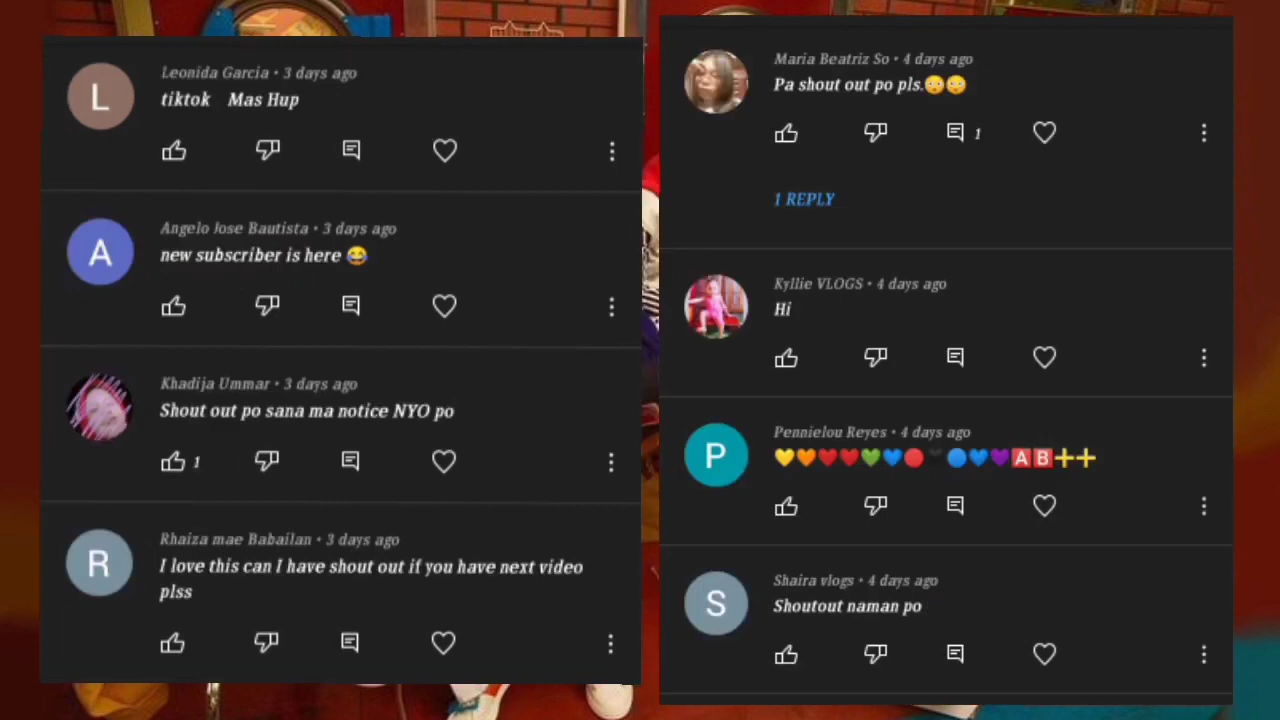 Leonida Garcia • 3 days ago
tiktok Mas Hup
Angelo Jose Bautista • 3 days ago
new subscriber is here 😂
Khadija Ummar • 3 days ago
Shout out po sana ma notice NYO po
1
Rhaiza mae Babailan • 3 days ago
I love this can I have shout out if you have next video
plss
Maria Beatriz So • 4 days ago
Pa shout out po pls.😳😳
1
1 REPLY
Kyllie VLOGS • 4 days ago
Hi
Pennielou Reyes • 4 days ago
💛🧡❤️❤️💚💙🔴🖤🔵💙💜🅰️🅱️➕➕
Shaira vlogs • 4 days ago
Shoutout naman po
L
A
R
P
S